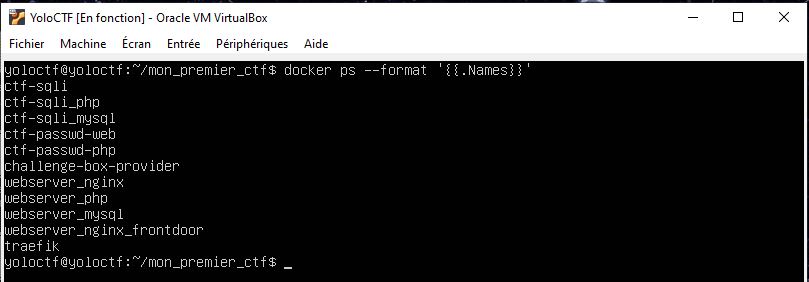 YoloCTF [En fonction] - Oracle VM VirtualBox
Fichier Machine Écran Entrée Périphériques Aide
yoloctf@yoloctf:~/mon_premier_ctf$ docker ps --format '{{.Names}}'
ctf-sqli
ctf-sqli_php
ctf-sqli_mysql
ctf-passwd-web
ctf-passwd-php
challenge-box-provider
webserver_nginx
webserver_php
webserver_mysql
webserver_nginx_frontdoor
traefik
yoloctf@yoloctf:~/mon_premier_ctf$ _